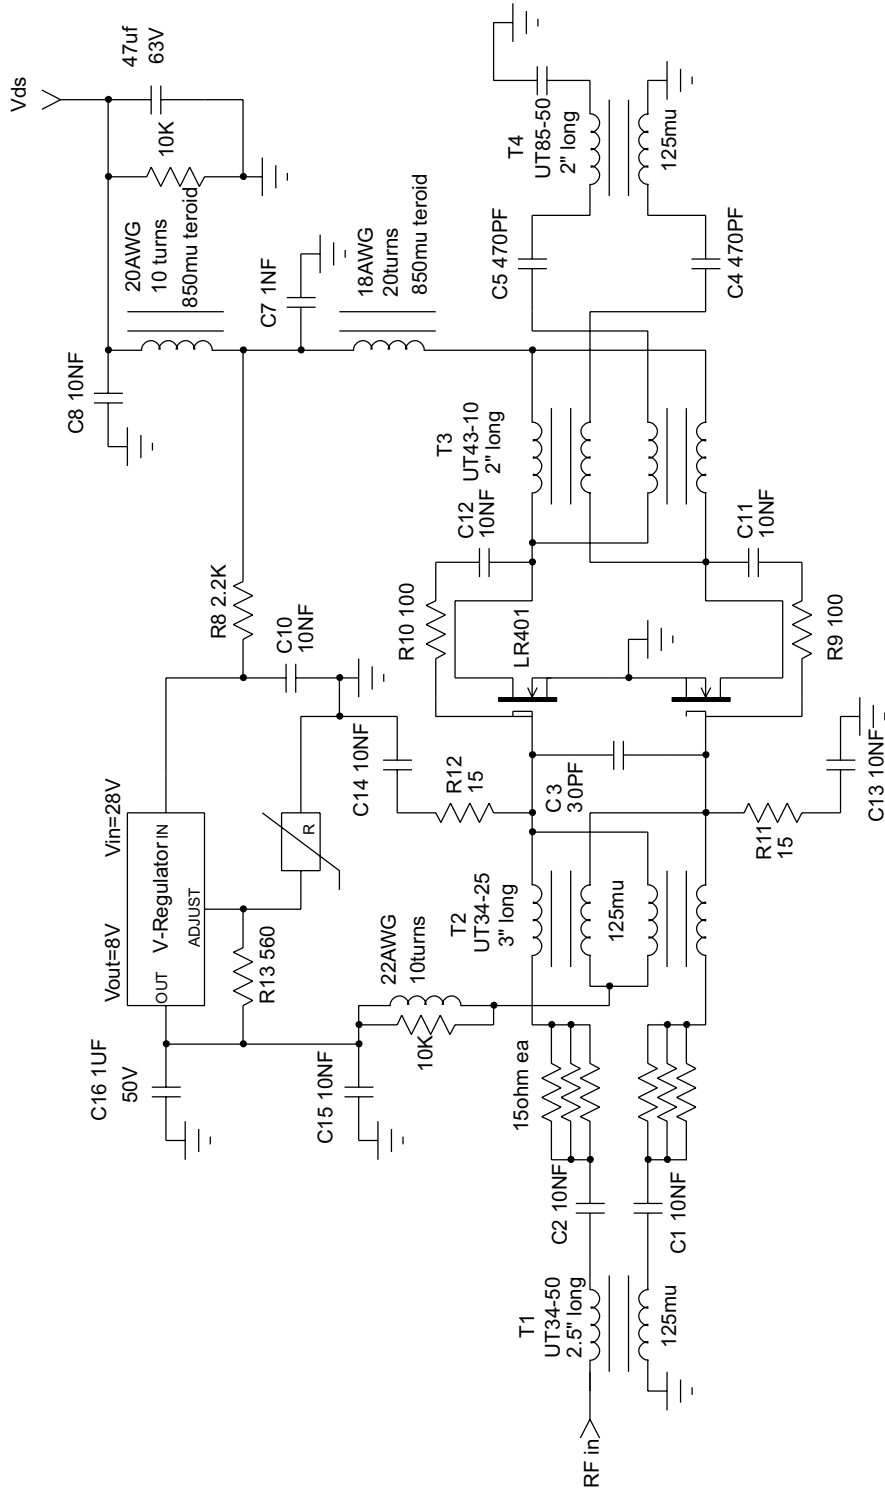 Vds
47uf
63V
10K
20AWG
10 turns
850mu teroid
C8 10NF
C7 1NF
18AWG
20turns
850mu teroid
T4
UT85-50
2" long
125mu
C5 470PF
C4 470PF
T3
UT43-10
2" long
C12
10NF
C11
10NF
R8 2.2K
C10
10NF
R10 100
LR401
R9 100
Vin=28V
Vout=8V
V-Regulator
IN
OUT
ADJUST
R
R13 560
C14 10NF
R12
15
C3
30PF
R11
15
C13 10NF
T2
UT34-25
3" long
125mu
22AWG
10turns
10K
C16 1UF
50V
C15 10NF
15ohm ea
C2 10NF
C1 10NF
T1
UT34-50
2.5" long
125mu
RF in